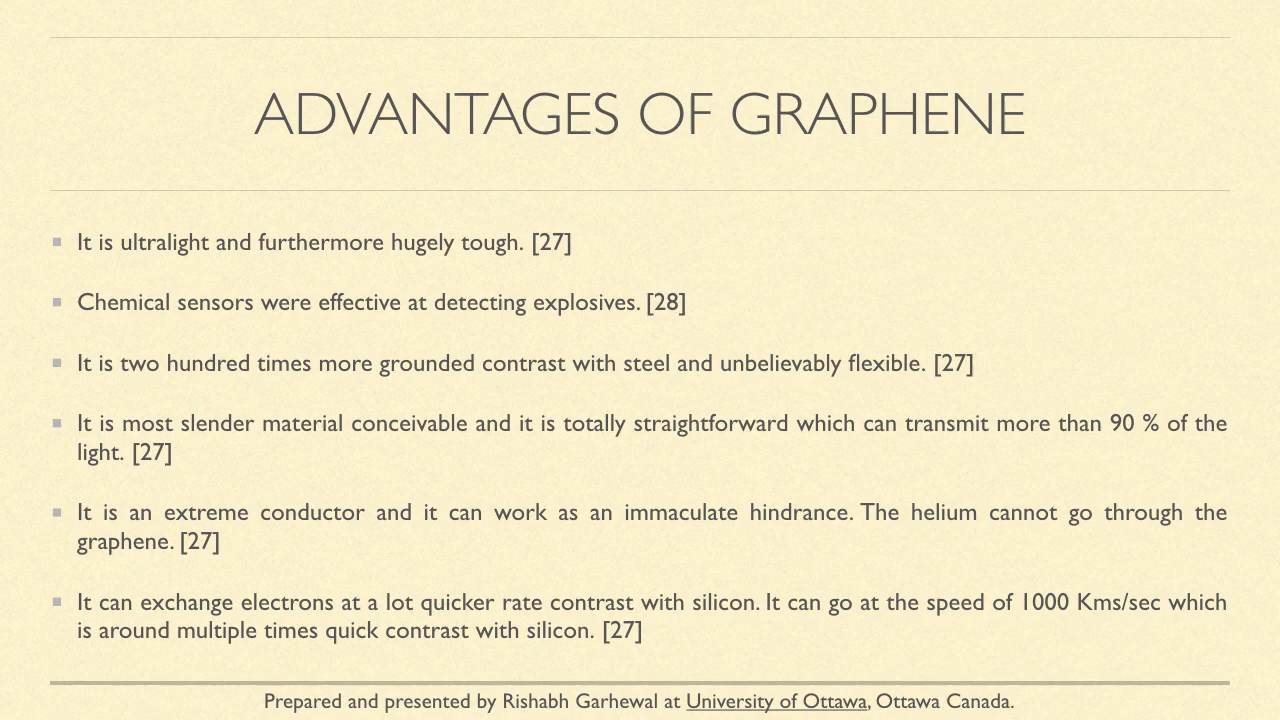 ADVANTAGES OF GRAPHENE
It is ultralight and furthermore hugely tough. [27]
Chemical sensors were effective at detecting explosives. [28]
It is two hundred times more grounded contrast with steel and unbelievably flexible. [27]
It is most slender material conceivable and it is totally straightforward which can transmit more than 90 % of the
light. [27]
It is an extreme conductor and it can work as an immaculate hindrance. The helium cannot go through the
graphene. [27]
It can exchange electrons at a lot quicker rate contrast with silicon. It can go at the speed of 1000 Kms/sec which
is around multiple times quick contrast with silicon. [27]
Prepared and presented by Rishabh Garhewal at University of Ottawa, Ottawa Canada.